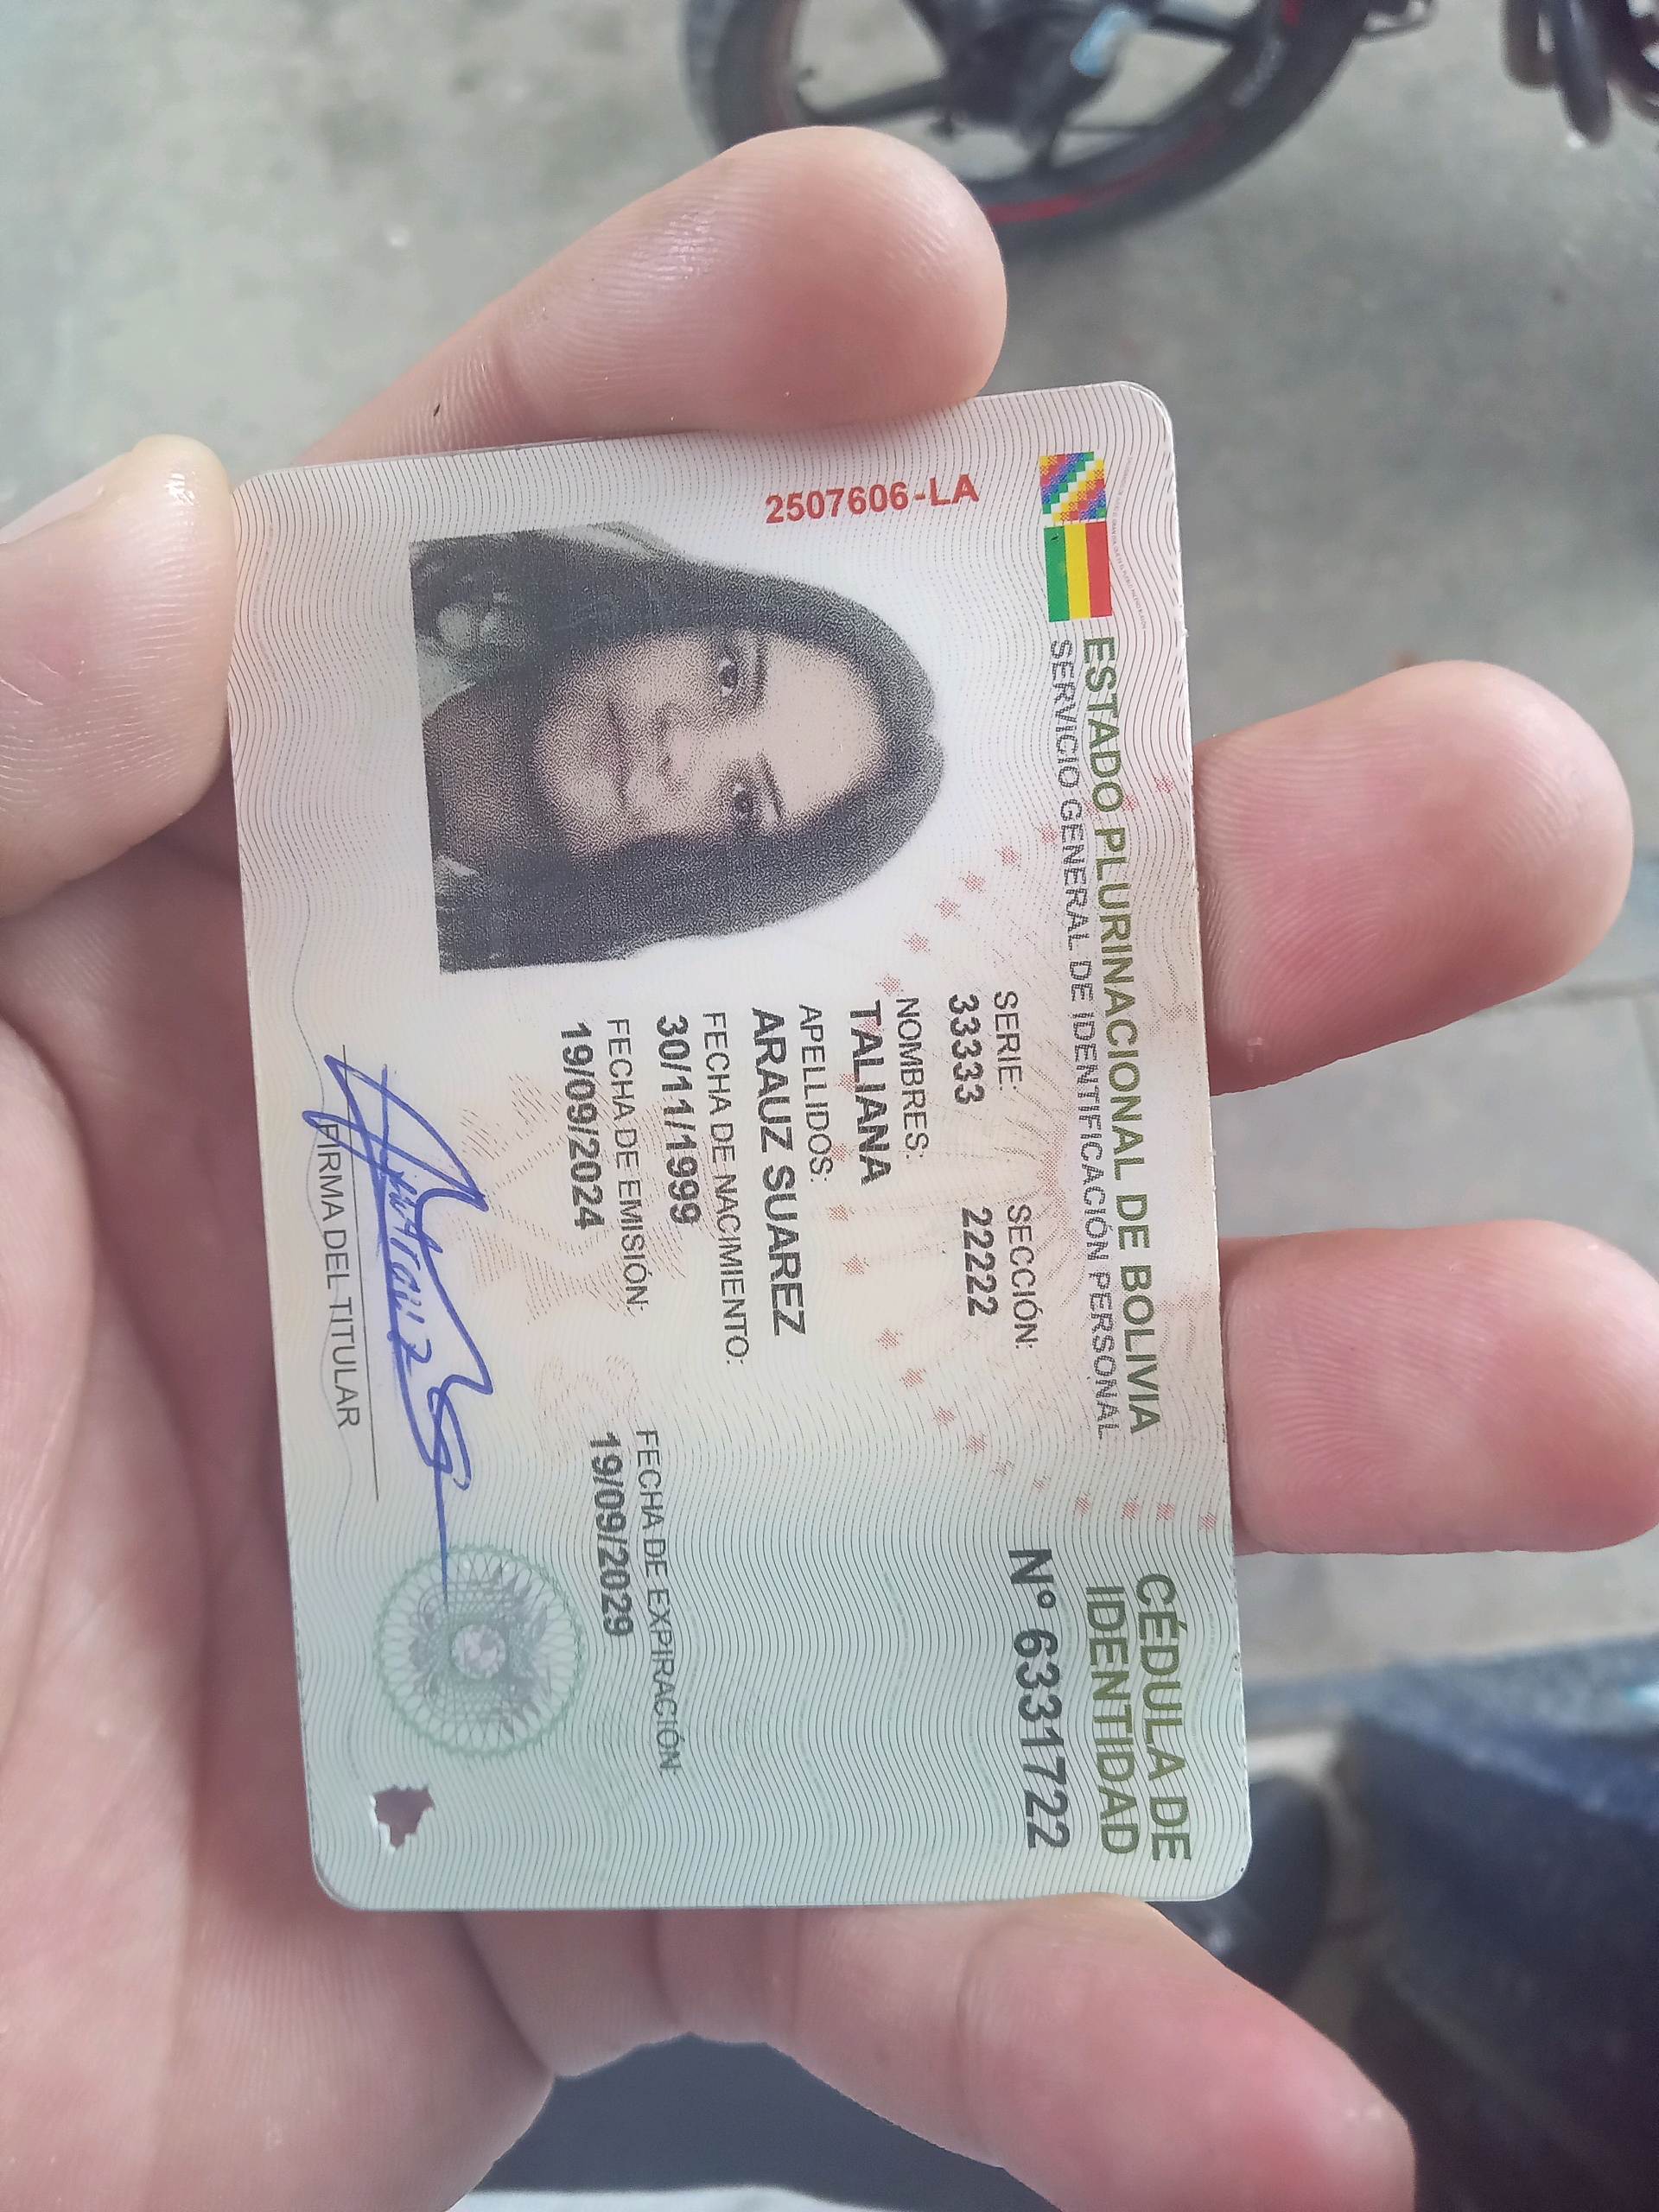 ESTADO PLURINACIONAL DE BOLIVIA
SERVICIO GENERAL DE IDENTIFICACIÓN PERSONAL
CÉDULA DE
IDENTIDAD
N° 6331722
2507606-LA
SERIE: SECCIÓN:
33333 22222
NOMBRES:
TALIANA
APELLIDOS:
ARAUZ SUAREZ
FECHA DE NACIMIENTO:
30/11/1999
FECHA DE EMISIÓN: FECHA DE EXPIRACIÓN:
19/09/2024 19/09/2029
FIRMA DEL TITULAR